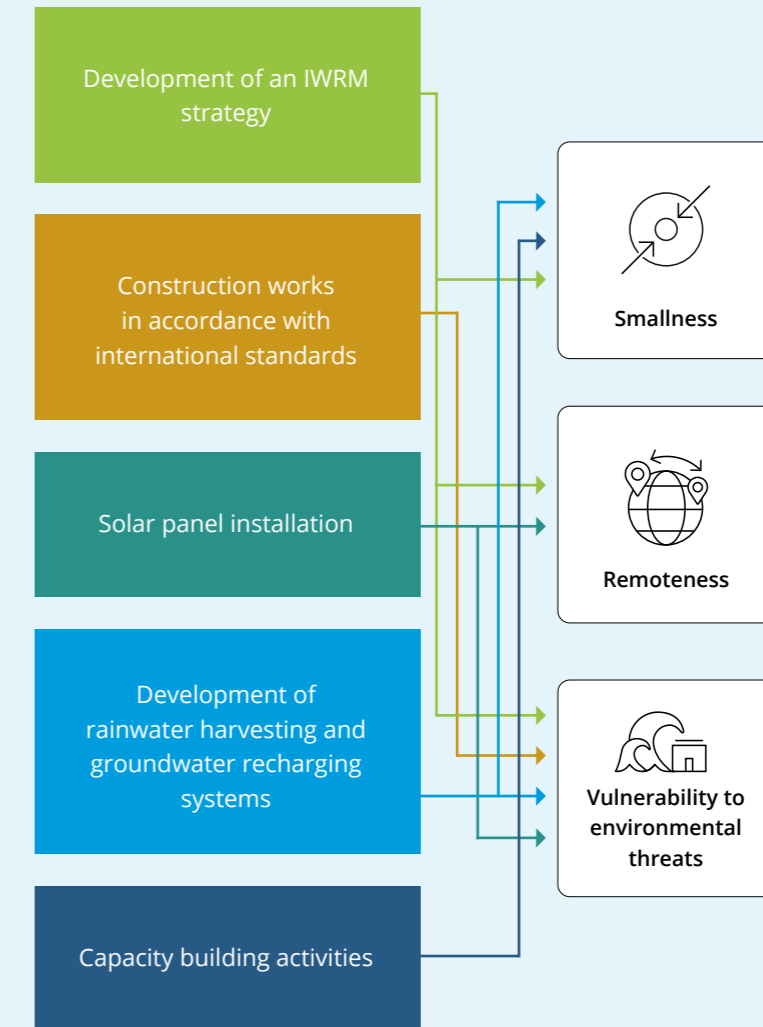 Development of an IWRM
strategy
Construction works
in accordance with
international standards
Solar panel installation
Development of
rainwater harvesting and
groundwater recharging
systems
Capacity building activities
Smallness
Remoteness
Vulnerability to
environmental
threats